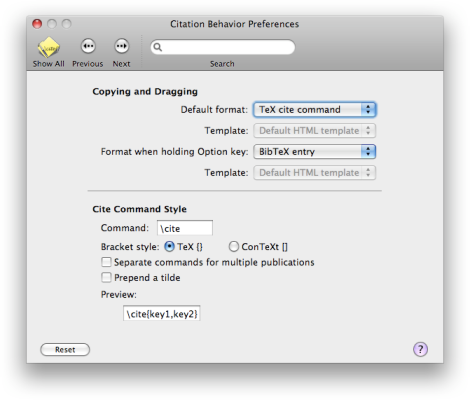 Citation Behavior Preferences
Show All Previous Next Search
Copying and Dragging
Default format: TeX cite command
Template: Default HTML template
Format when holding Option key: BibTeX entry
Template: Default HTML template
Cite Command Style
Command: \cite
Bracket style: TeX {} ConTeXt []
Separate commands for multiple publications
Prepend a tilde
Preview:
\cite{key1,key2}
Reset ?